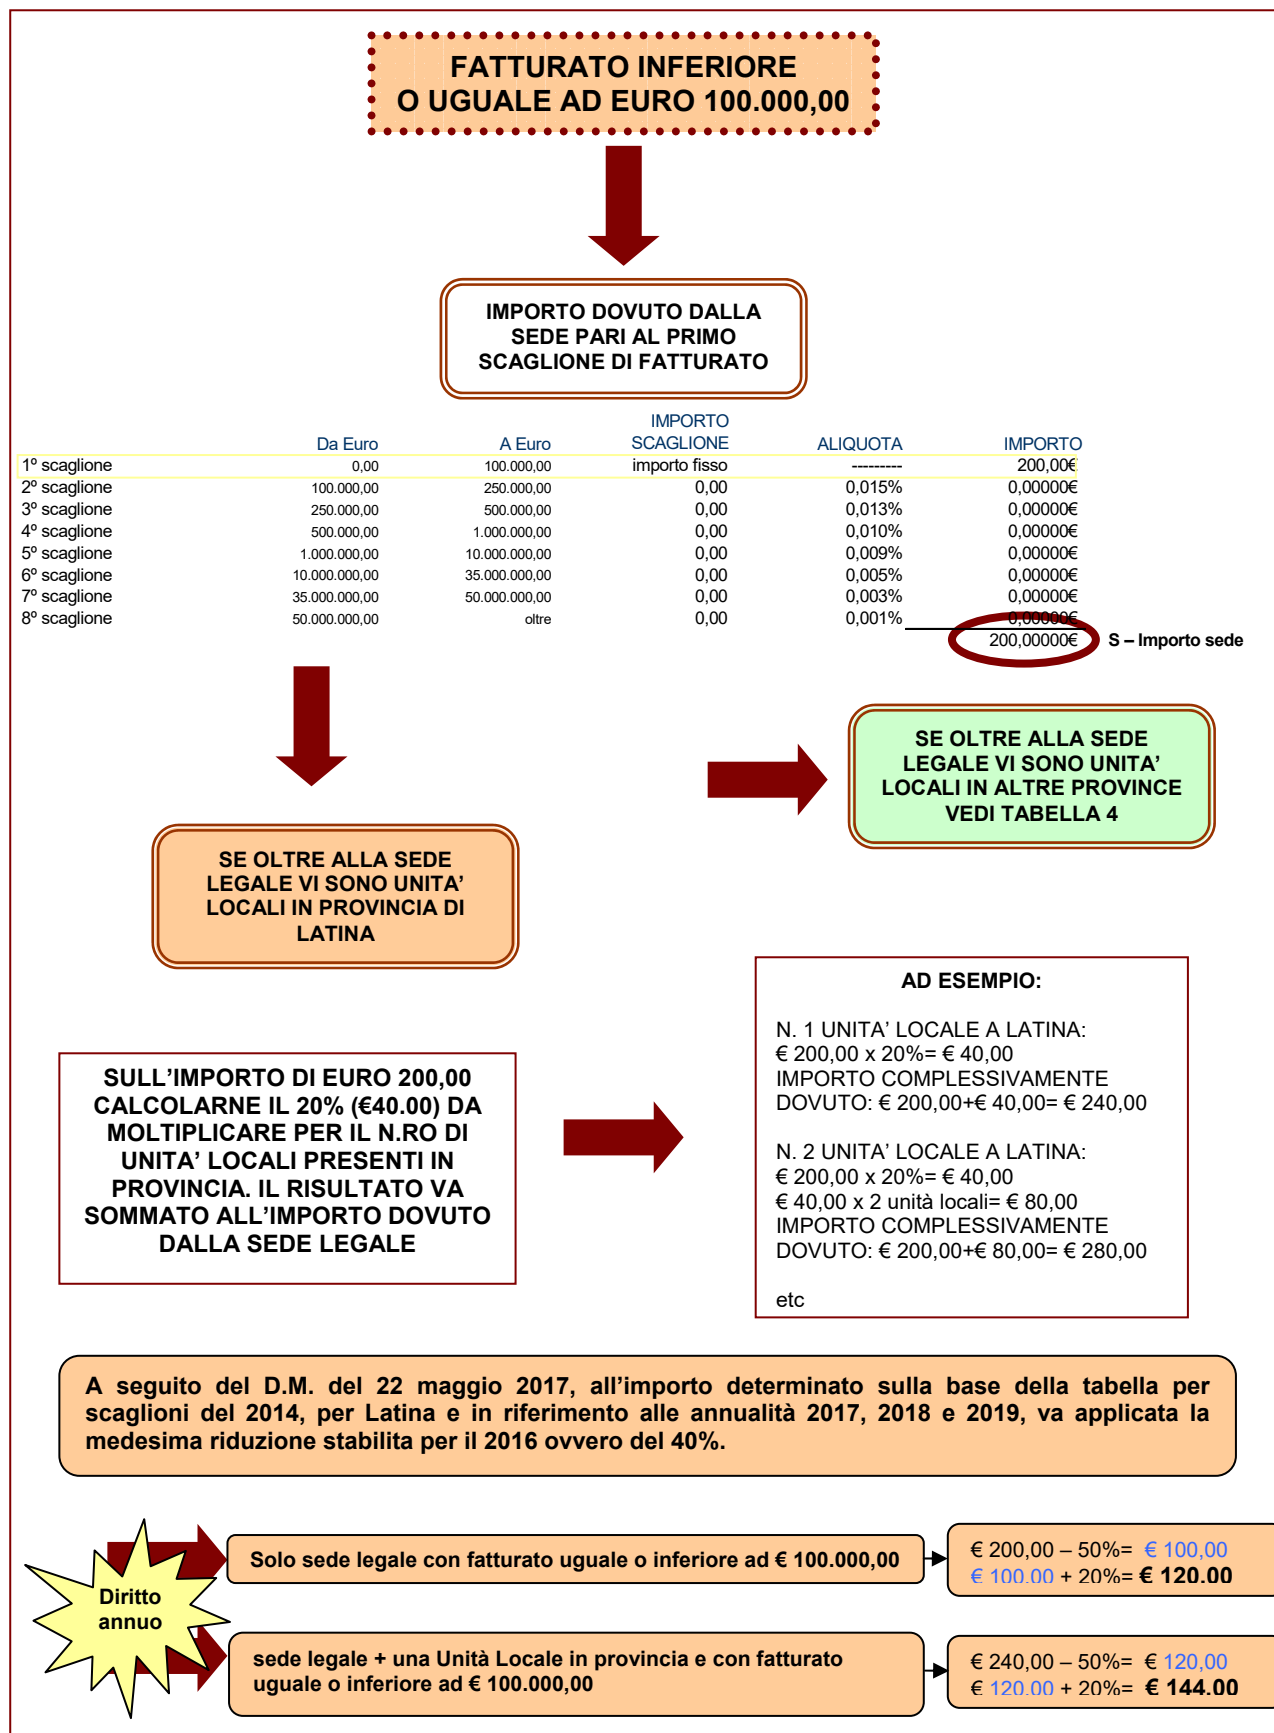 FATTURATO INFERIORE
O UGUALE AD EURO 100.000,00
IMPORTO DOVUTO DALLA
SEDE PARI AL PRIMO
SCAGLIONE DI FATTURATO
Da Euro A Euro IMPORTO SCAGLIONE ALIQUOTA IMPORTO
1º scaglione 0,00 100.000,00 importo fisso --------- 200,00€
2º scaglione 100.000,00 250.000,00 0,00 0,015% 0,00000€
3º scaglione 250.000,00 500.000,00 0,00 0,013% 0,00000€
4º scaglione 500.000,00 1.000.000,00 0,00 0,010% 0,00000€
5º scaglione 1.000.000,00 10.000.000,00 0,00 0,009% 0,00000€
6º scaglione 10.000.000,00 35.000.000,00 0,00 0,005% 0,00000€
7º scaglione 35.000.000,00 50.000.000,00 0,00 0,003% 0,00000€
8º scaglione 50.000.000,00 oltre 0,00 0,001% 0,00000€
200,00000€ S – Importo sede
SE OLTRE ALLA SEDE
LEGALE VI SONO UNITA’
LOCALI IN ALTRE PROVINCE
VEDI TABELLA 4
SE OLTRE ALLA SEDE
LEGALE VI SONO UNITA’
LOCALI IN PROVINCIA DI
LATINA
SULL’IMPORTO DI EURO 200,00
CALCOLARNE IL 20% (€40.00) DA
MOLTIPLICARE PER IL N.RO DI
UNITA’ LOCALI PRESENTI IN
PROVINCIA. IL RISULTATO VA
SOMMATO ALL’IMPORTO DOVUTO
DALLA SEDE LEGALE
AD ESEMPIO:
N. 1 UNITA’ LOCALE A LATINA:
€ 200,00 x 20%= € 40,00
IMPORTO COMPLESSIVAMENTE
DOVUTO: € 200,00+€ 40,00= € 240,00
N. 2 UNITA’ LOCALE A LATINA:
€ 200,00 x 20%= € 40,00
€ 40,00 x 2 unità locali= € 80,00
IMPORTO COMPLESSIVAMENTE
DOVUTO: € 200,00+€ 80,00= € 280,00
etc
A seguito del D.M. del 22 maggio 2017, all’importo determinato sulla base della tabella per
scaglioni del 2014, per Latina e in riferimento alle annualità 2017, 2018 e 2019, va applicata la
medesima riduzione stabilita per il 2016 ovvero del 40%.
Diritto
annuo
Solo sede legale con fatturato uguale o inferiore ad € 100.000,00
€ 200,00 – 50%= € 100,00
€ 100.00 + 20%= € 120.00
sede legale + una Unità Locale in provincia e con fatturato
uguale o inferiore ad € 100.000,00
€ 240,00 – 50%= € 120,00
€ 120.00 + 20%= € 144.00